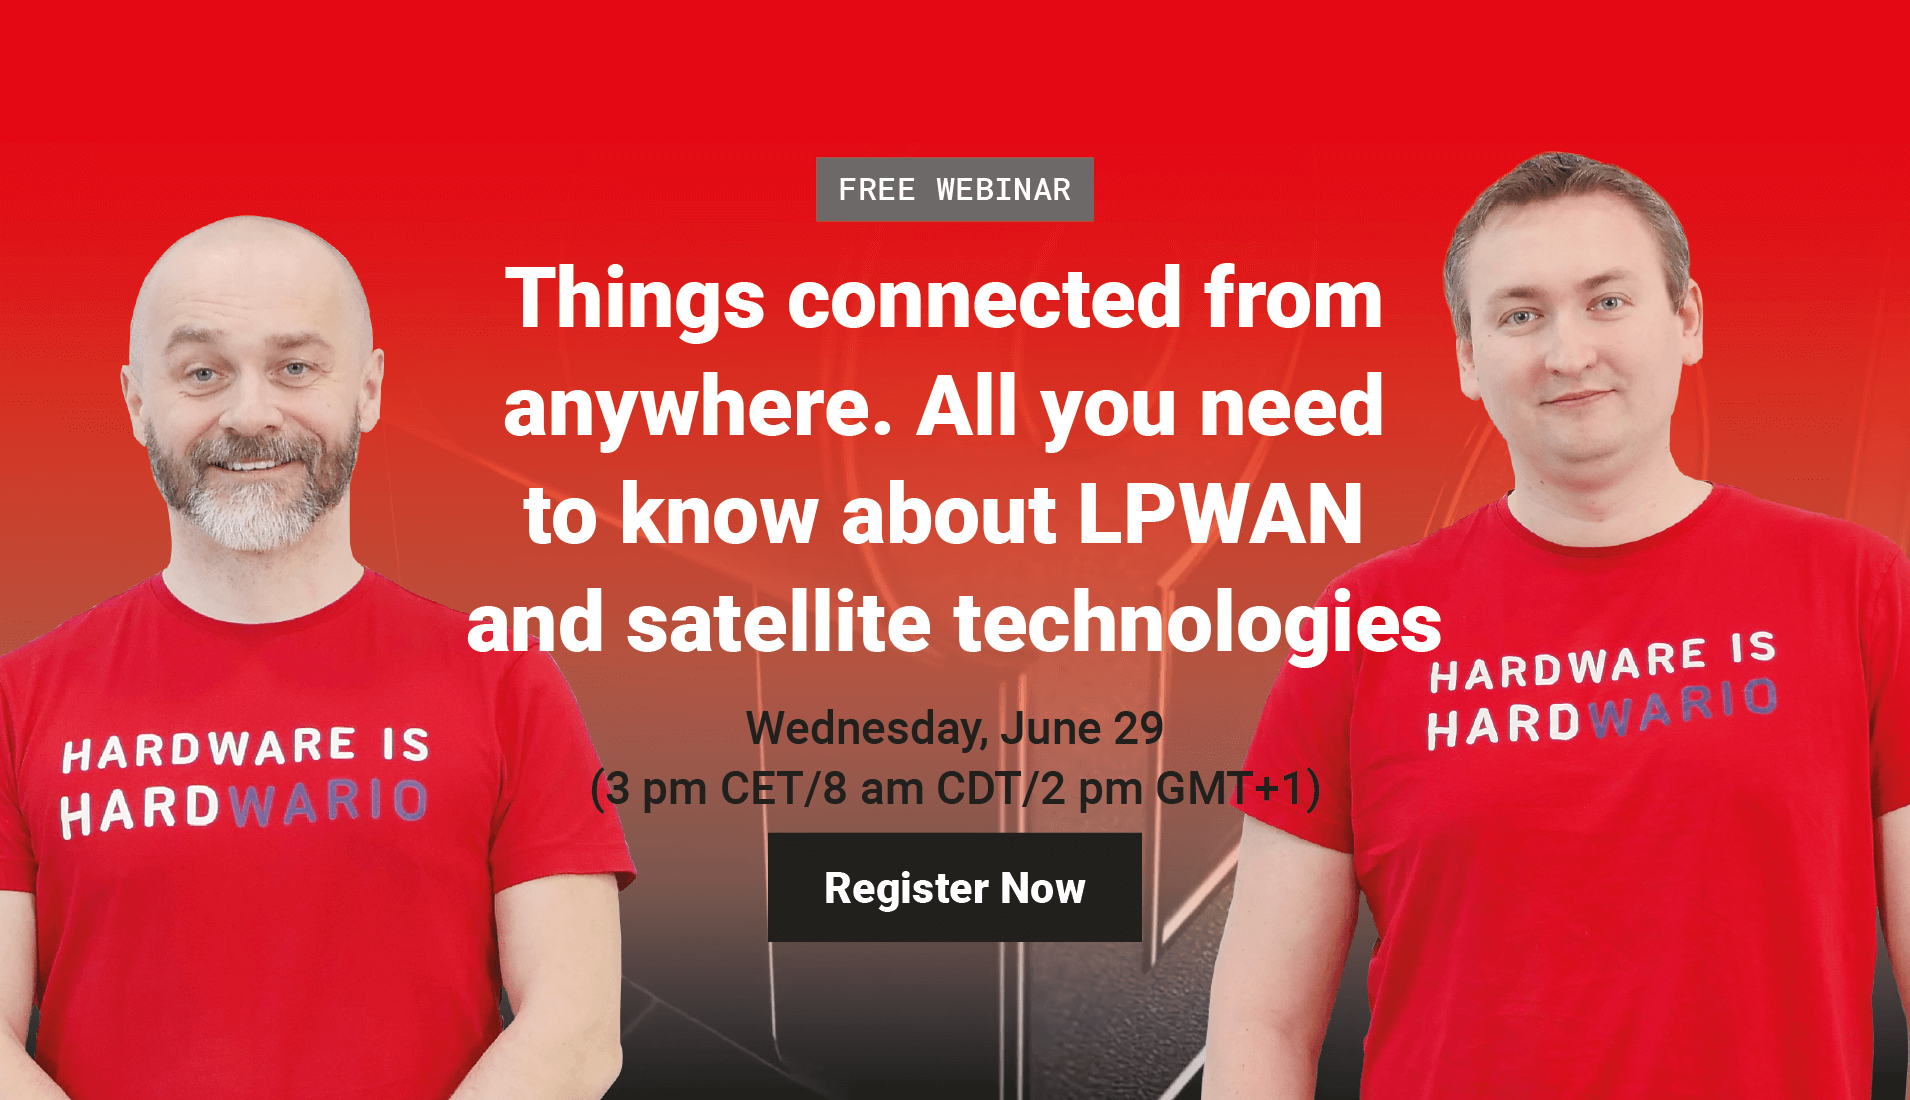 FREE WEBINAR
Things connected from
anywhere. All you need
to know about LPWAN
and satellite technologies
Wednesday, June 29
(3 pm CET/8 am CDT/2 pm GMT+1)
Register Now
HARDWARE IS
HARDWARIO
HARDWARE IS
HARDWARIO